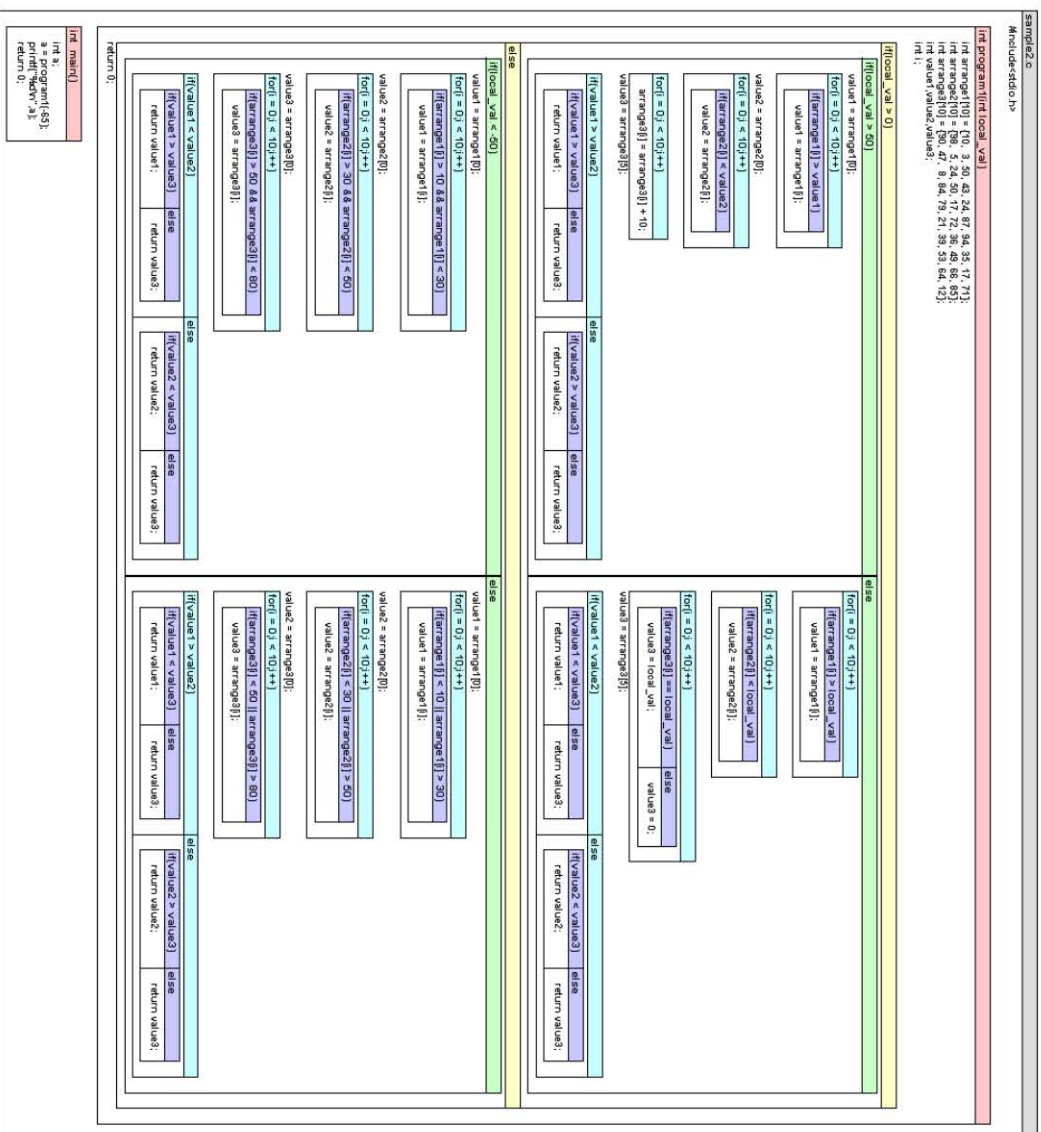 sample2.c
#include<stdio.h>
int program1(int local_val)
int arrange1[10] = {10, 3, 50, 43, 24, 87, 94, 35, 17, 71};
int arrange2[10] = {98, 5, 24, 50, 17, 72, 36, 49, 66, 85};
int arrange3[10] = {90, 47, 8, 84, 79, 21, 39, 53, 64, 12};
int value1,value2,value3;
int i;
if(local_val > 0)
if(local_val > 50)
value1 = arrange1[0];
for(i = 0;i < 10;i++)
if(arrange1[i] > value1)
value1 = arrange1[i];
value2 = arrange2[0];
for(i = 0;i < 10;i++)
if(arrange2[i] < value2)
value2 = arrange2[i];
for(i = 0;i < 10;i++)
arrange3[i] = arrange3[i] + 10;
value3 = arrange3[5];
if(value1 > value2)
if(value1 > value3)
return value1;
else
return value3;
else
if(value2 > value3)
return value2;
else
return value3;
else
for(i = 0;i < 10;i++)
if(arrange1[i] > local_val)
value1 = arrange1[i];
for(i = 0;i < 10;i++)
if(arrange2[i] < local_val)
value2 = arrange2[i];
for(i = 0;i < 10;i++)
if(arrange3[i] == local_val)
value3 = local_val;
else
value3 = 0;
value3 = arrange3[5];
if(value1 < value2)
if(value1 < value3)
return value1;
else
return value3;
else
if(value2 < value3)
return value2;
else
return value3;
else
if(local_val < -50)
value1 = arrange1[0];
for(i = 0;i < 10;i++)
if(arrange1[i] > 10 && arrange1[i] < 30)
value1 = arrange1[i];
value2 = arrange2[0];
for(i = 0;i < 10;i++)
if(arrange2[i] > 30 && arrange2[i] < 50)
value2 = arrange2[i];
value3 = arrange3[0];
for(i = 0;i < 10;i++)
if(arrange3[i] > 50 && arrange3[i] < 80)
value3 = arrange3[i];
if(value1 < value2)
if(value1 > value3)
return value1;
else
return value3;
else
if(value2 < value3)
return value2;
else
return value3;
else
value1 = arrange1[0];
for(i = 0;i < 10;i++)
if(arrange1[i] < 10 || arrange1[i] > 30)
value1 = arrange1[i];
value2 = arrange2[0];
for(i = 0;i < 10;i++)
if(arrange2[i] < 30 || arrange2[i] > 50)
value2 = arrange2[i];
value2 = arrange3[0];
for(i = 0;i < 10;i++)
if(arrange3[i] < 50 || arrange3[i] > 80)
value3 = arrange3[i];
if(value1 > value2)
if(value1 < value3)
return value1;
else
return value3;
else
if(value2 > value3)
return value2;
else
return value3;
return 0;
int main()
int a;
a = program1(-63);
printf("%d\n",a);
return 0;